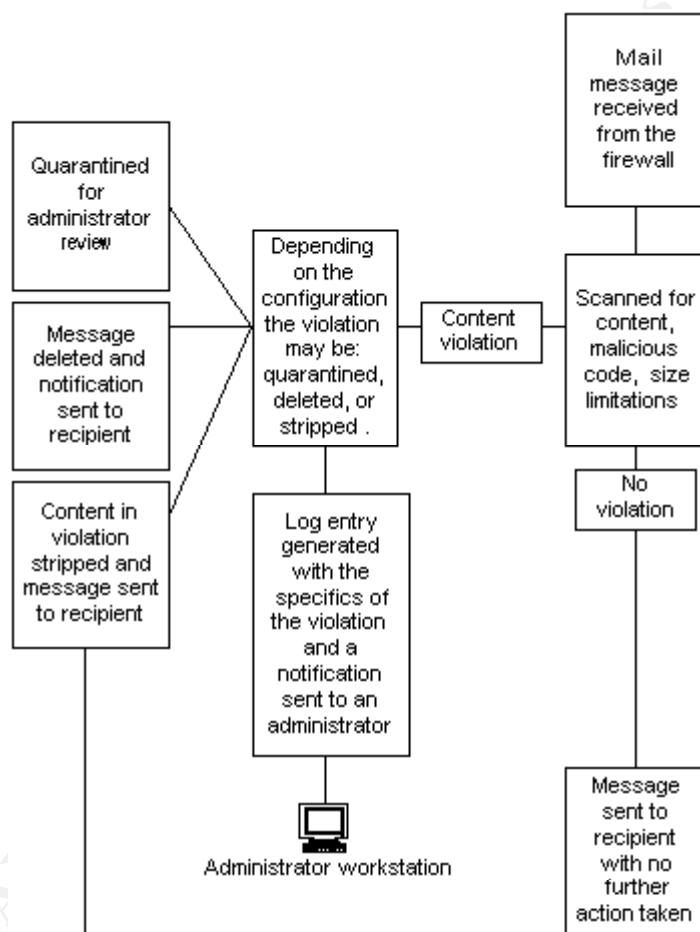 Mail
message
received
from the
firewall
Scanned for
content,
malicious
code, size
limitations
Content
violation
No
violation
Depending
on the
configuration
the violation
may be:
quarantined,
deleted, or
stripped .
Quarantined
for
administrator
review
Message
deleted and
notification
sent to
recipient
Content in
violation
stripped and
message sent
to recipient
Log entry
generated
with the
specifics of
the violation
and a
notification
sent to an
administrator
Administrator workstation
Message
sent to
recipient
with no
further
action taken